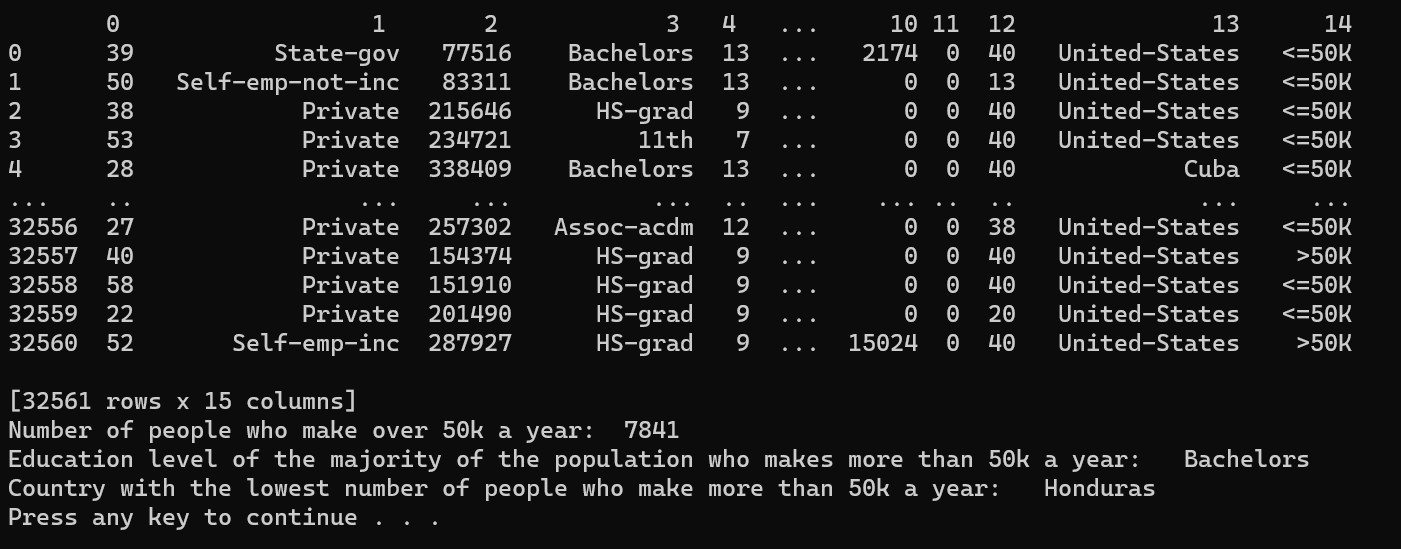 0                  1       2            3   4   ...     10 11  12             13      14
0      39          State-gov   77516    Bachelors  13  ...   2174  0  40   United-States   <=50K
1      50   Self-emp-not-inc   83311    Bachelors  13  ...      0  0  13   United-States   <=50K
2      38            Private  215646      HS-grad   9  ...      0  0  40   United-States   <=50K
3      53            Private  234721         11th   7  ...      0  0  40   United-States   <=50K
4      28            Private  338409    Bachelors  13  ...      0  0  40            Cuba   <=50K
...    ..                ...     ...          ...  ..  ...    ... ..  ..             ...     ...
32556  27            Private  257302   Assoc-acdm  12  ...      0  0  38   United-States   <=50K
32557  40            Private  154374      HS-grad   9  ...      0  0  40   United-States    >50K
32558  58            Private  151910      HS-grad   9  ...      0  0  40   United-States   <=50K
32559  22            Private  201490      HS-grad   9  ...      0  0  20   United-States   <=50K
32560  52       Self-emp-inc  287927      HS-grad   9  ...  15024  0  40   United-States    >50K
[32561 rows x 15 columns]
Number of people who make over 50k a year:  7841
Education level of the majority of the population who makes more than 50k a year:   Bachelors
Country with the lowest number of people who make more than 50k a year:   Honduras
Press any key to continue . . .